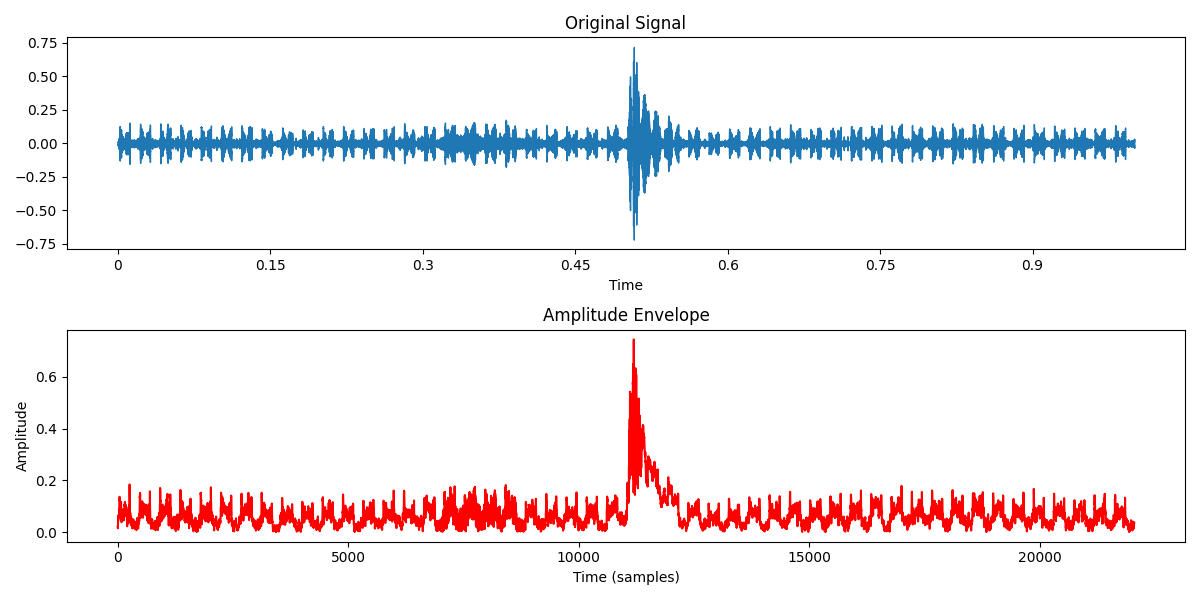 Original Signal
0.75
0.50
0.25
0.00
−0.25
−0.50
−0.75
0 0.15 0.3 0.45 0.6 0.75 0.9
Time
Amplitude Envelope
Amplitude
0.6
0.4
0.2
0.0
0 5000 10000 15000 20000
Time (samples)